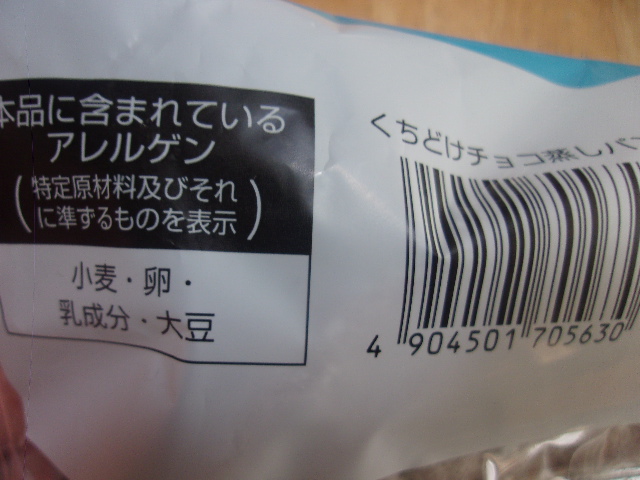 本品に含まれている
アレルゲン
(特定原材料及びそれ
に準ずるものを表示)
小麦・卵・
乳成分・大豆
くちどけチョコ蒸しパ
4 904501 705630